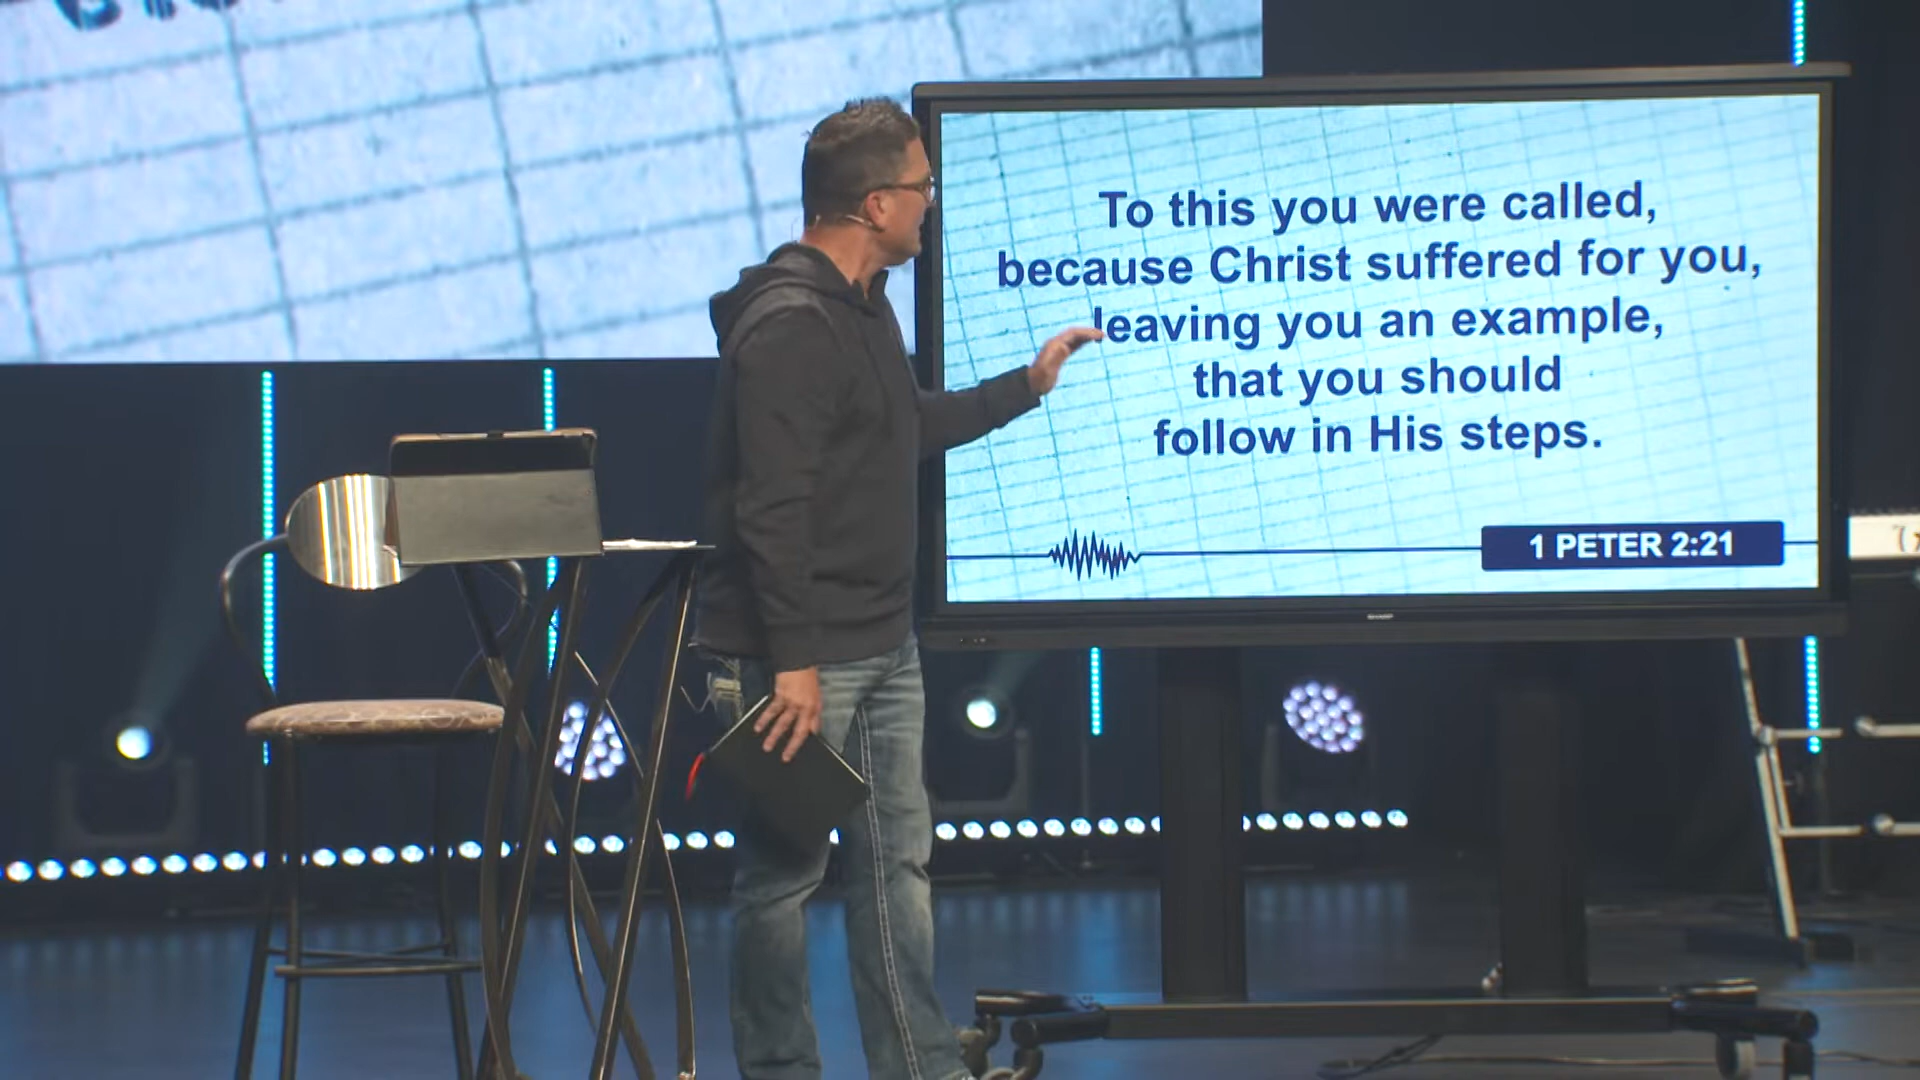 To this you were called,
because Christ suffered for you,
leaving you an example,
that you should
follow in His steps.
1 PETER 2:21
SHARP